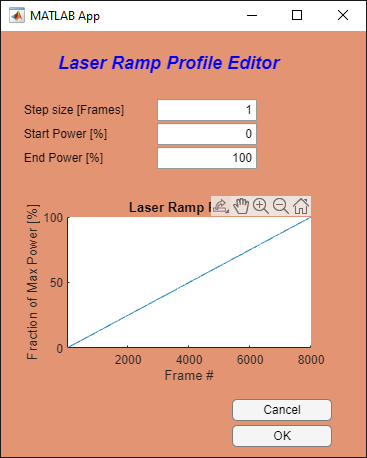 MATLAB App
Laser Ramp Profile Editor
Step size [Frames] 1
Start Power [%] 0
End Power [%] 100
Laser Ramp
Fraction of Max Power [%]
100
50
0
2000 4000 6000 8000
Frame #
Cancel
OK